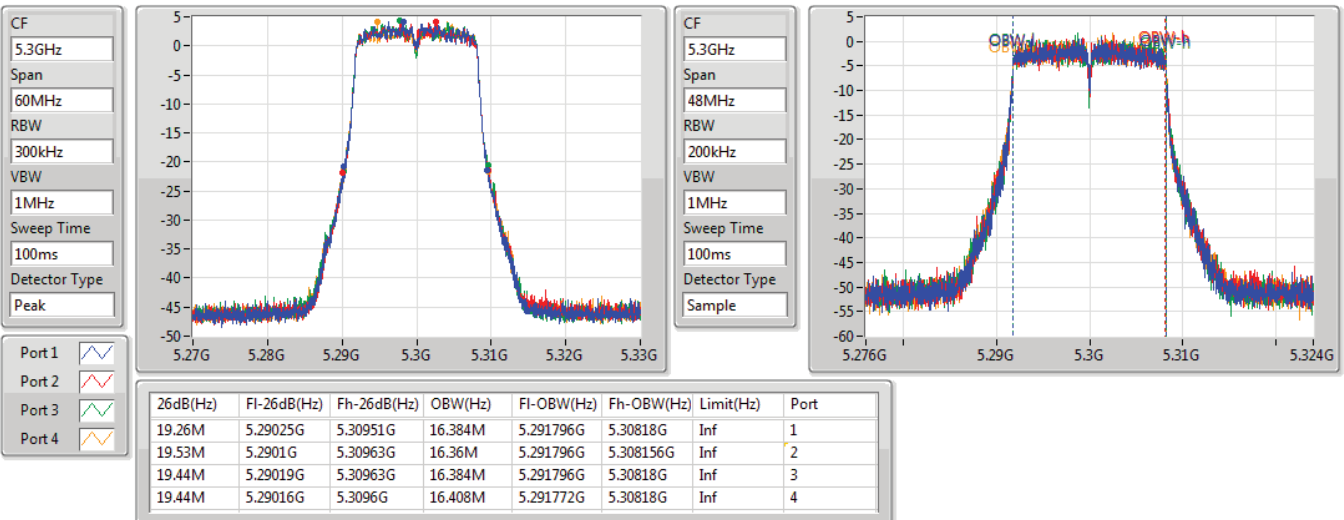 CF
5.3GHz
Span
60MHz
RBW
300kHz
VBW
1MHz
Sweep Time
100ms
Detector Type
Peak
5
0
-5
-10
-15
-20
-25
-30
-35
-40
-45
-50
5.27G 5.28G 5.29G 5.3G 5.31G 5.32G 5.33G
CF
5.3GHz
Span
48MHz
RBW
200kHz
VBW
1MHz
Sweep Time
100ms
Detector Type
Sample
5
0
-5
-10
-15
-20
-25
-30
-35
-40
-45
-50
-55
-60
OBW-l OBW-h
5.276G 5.29G 5.3G 5.31G 5.324G
Port 1
Port 2
Port 3
Port 4
26dB(Hz) Fl-26dB(Hz) Fh-26dB(Hz) OBW(Hz) Fl-OBW(Hz) Fh-OBW(Hz) Limit(Hz) Port
19.26M 5.29025G 5.30951G 16.384M 5.291796G 5.30818G Inf 1
19.53M 5.2901G 5.30963G 16.36M 5.291796G 5.308156G Inf 2
19.44M 5.29019G 5.30963G 16.384M 5.291796G 5.30818G Inf 3
19.44M 5.29016G 5.3096G 16.408M 5.291772G 5.30818G Inf 4